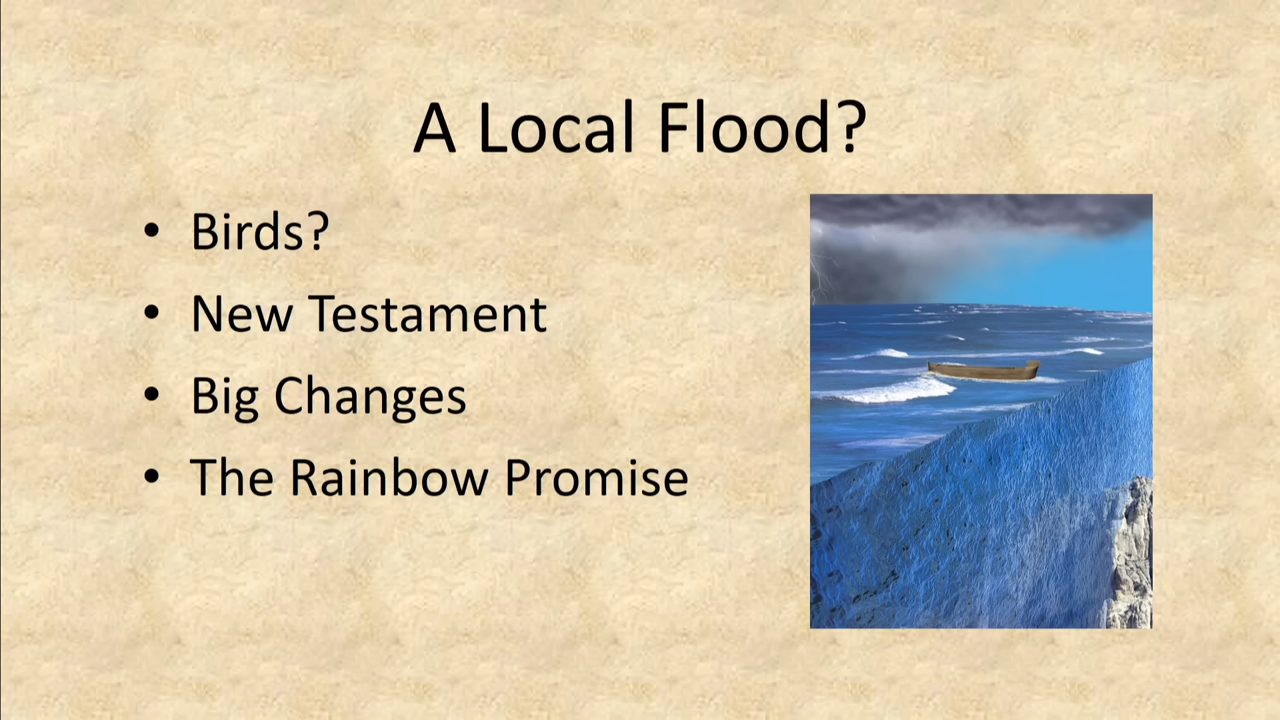 A Local Flood?
• Birds?
• New Testament
• Big Changes
• The Rainbow Promise